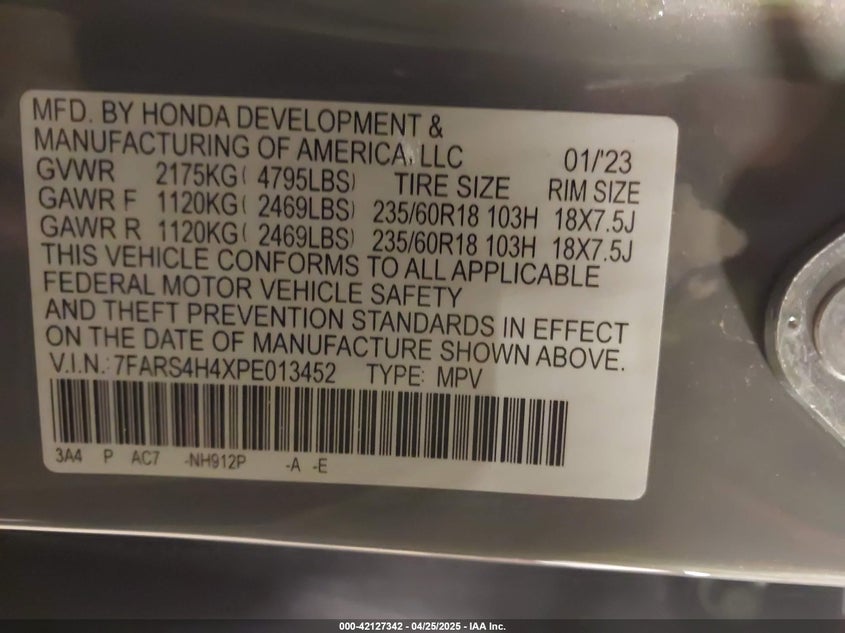 MFD. BY HONDA DEVELOPMENT &
MANUFACTURING OF AMERICA, LLC 01/'23
GVWR 2175KG( 4795LBS) TIRE SIZE RIM SIZE
GAWR F 1120KG( 2469LBS) 235/60R18 103H 18X7.5J
GAWR R 1120KG( 2469LBS) 235/60R18 103H 18X7.5J
THIS VEHICLE CONFORMS TO ALL APPLICABLE
FEDERAL MOTOR VEHICLE SAFETY
AND THEFT PREVENTION STANDARDS IN EFFECT
ON THE DATE OF MANUFACTURE SHOWN ABOVE.
V.I.N.: 7FARS4H4XPE013452 TYPE: MPV
3A4 P AC7 -NH912P -A -E
000-42127342 - 04/25/2025 - IAA Inc.